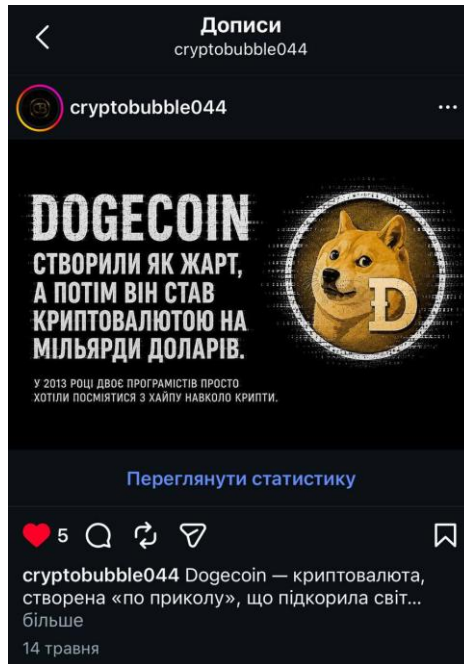 Дописи
cryptobubble044
cryptobubble044
DOGECOIN
СТВОРИЛИ ЯК ЖАРТ,
А ПОТІМ ВІН СТАВ
КРИПТОВАЛЮТОЮ НА
МІЛЬЯРДИ ДОЛАРІВ.
У 2013 РОЦІ ДВОЄ ПРОГРАМІСТІВ ПРОСТО
ХОТІЛИ ПОСМІЯТИСЯ З ХАЙПУ НАВКОЛО КРИПТИ.
Переглянути статистику
5
cryptobubble044 Dogecoin — криптовалюта,
створена «по приколу», що підкорила світ...
більше
14 травня